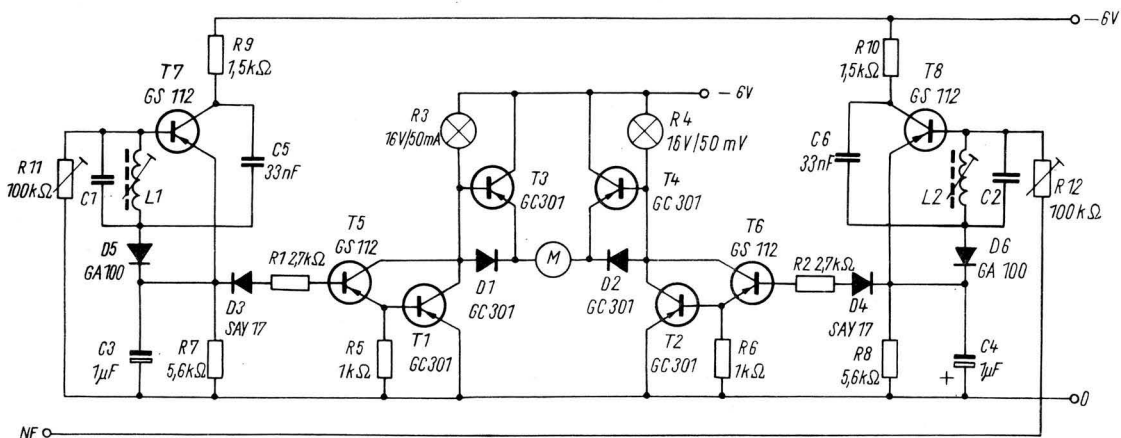 −6V
R9
1,5kΩ
R10
1,5kΩ
T7
GS 112
T8
GS 112
−6V
R3
16V/50mA
R4
16V/50 mV
R11
100kΩ
C1
L1
C5
33nF
T3
GC301
T4
GC 301
C6
33nF
L2
C2
R12
100kΩ
D5
GA100
T5
GS 112
M
T6
GS 112
D6
GA 100
R1 2,7kΩ
R2 2,7kΩ
D3
SAY 17
D1
GC 301
D2
GC 301
D4
SAY 17
C3
1µF
R7
5,6kΩ
R5
1kΩ
T1
GC301
T2
GC 301
R6
1kΩ
R8
5,6kΩ
C4
1µF
+
0
NF